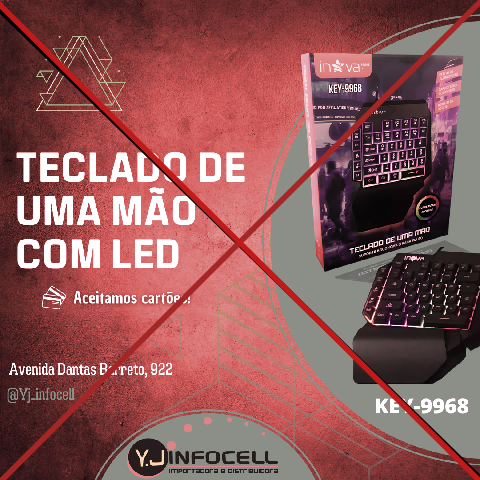 inova
KEY-9968
TECLADO DE
UMA MÃO
COM LED
TECLADO DE UMA MÃO
inova
Aceitamos cartões!
Avenida Dantas Barreto, 922
@Yj_infocell
KEY-9968
Y.J INFOCELL
importadora e distribuidora